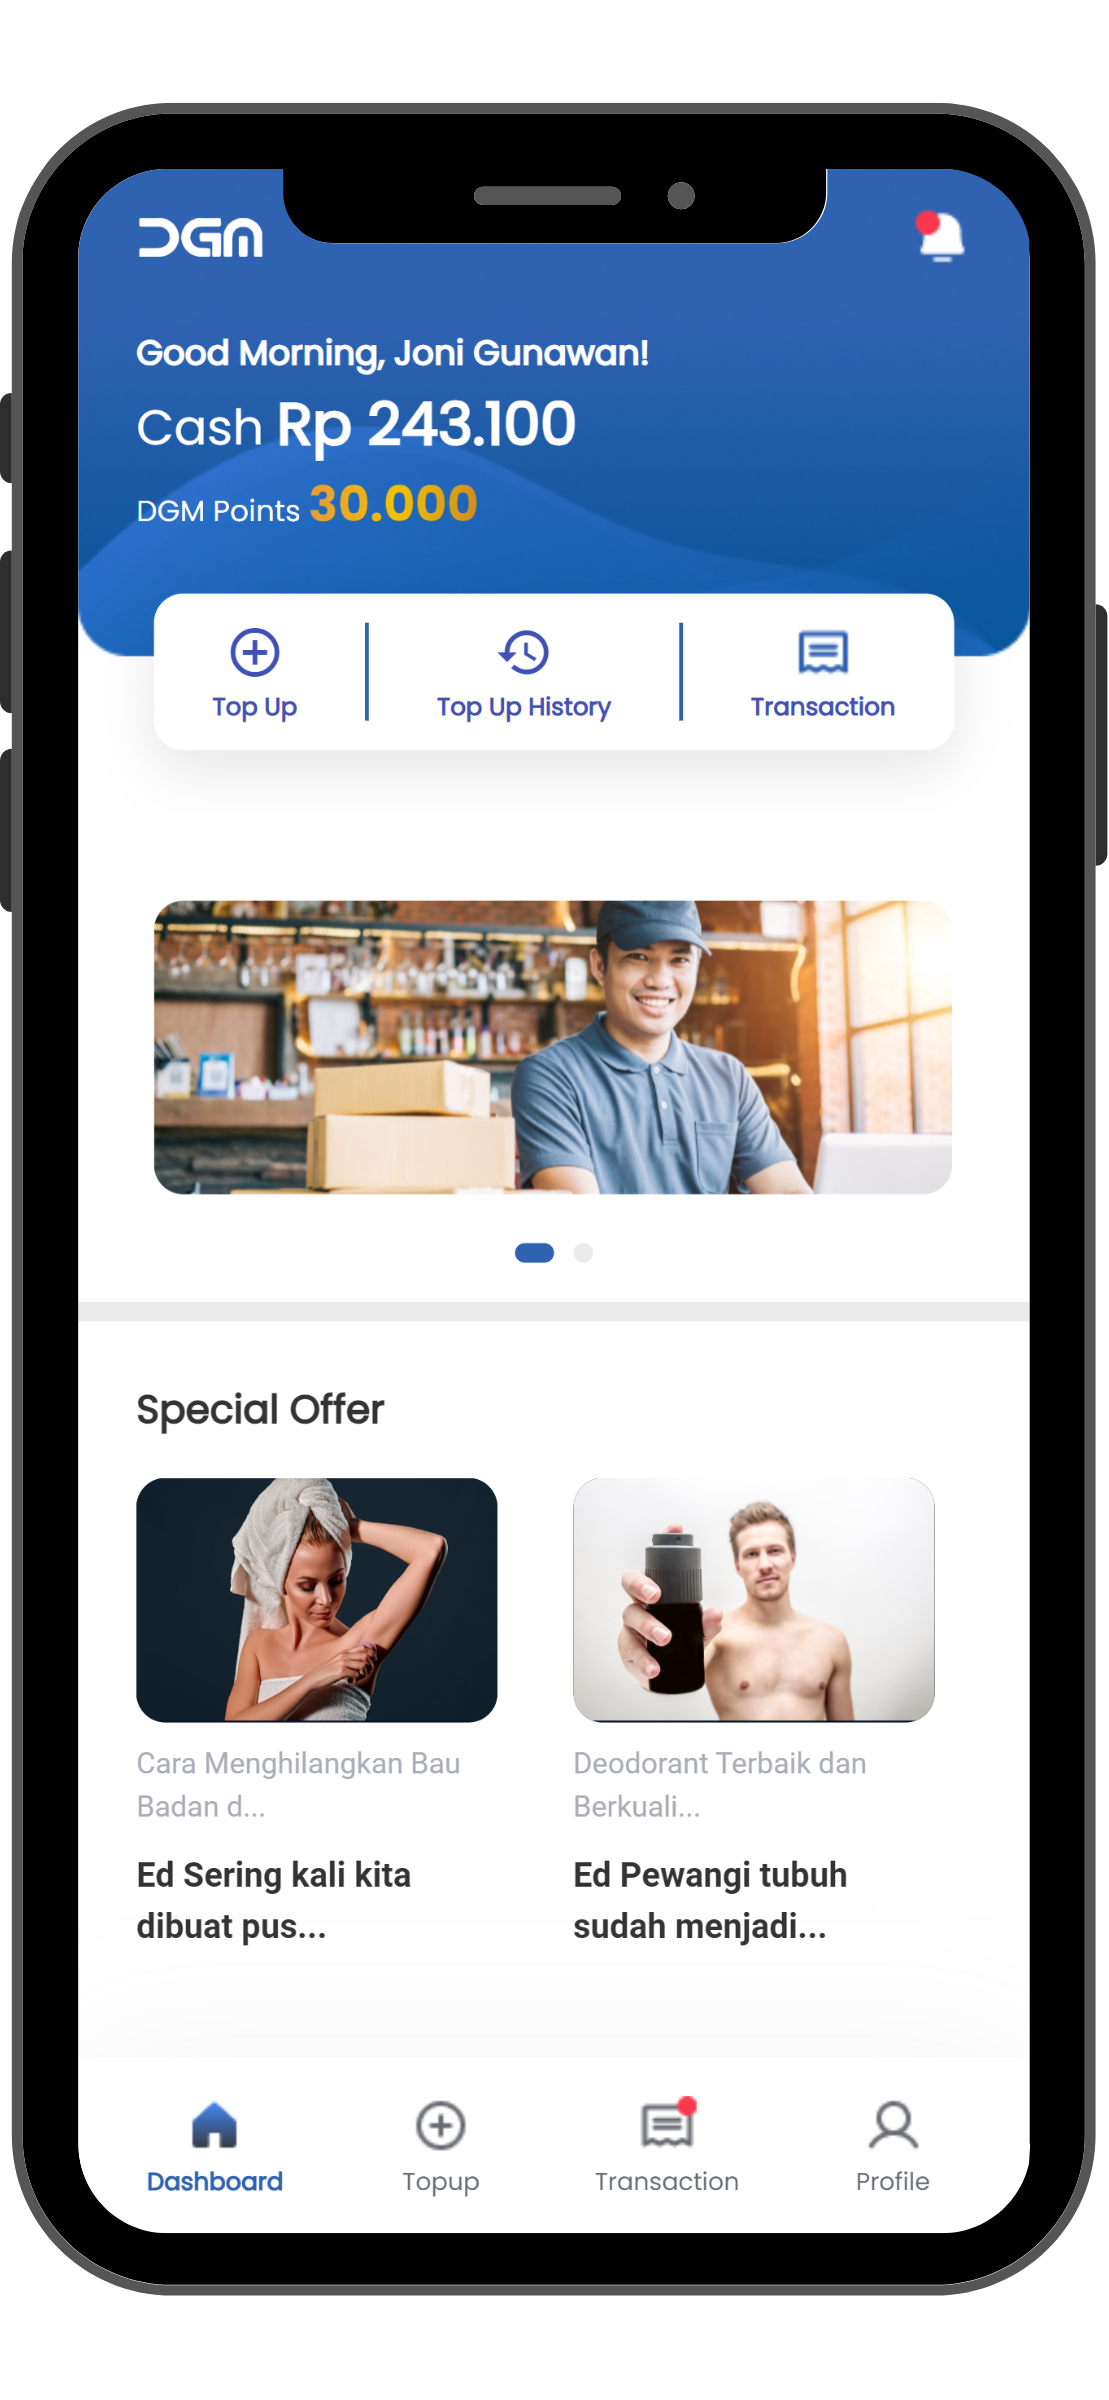 DGM
Good Morning, Joni Gunawan!
Cash Rp 243.100
DGM Points 30.000
Top Up
Top Up History
Transaction
Special Offer
Cara Menghilangkan Bau
Badan d...
Ed Sering kali kita
dibuat pus...
Deodorant Terbaik dan
Berkuali...
Ed Pewangi tubuh
sudah menjadi...
Dashboard
Topup
Transaction
Profile